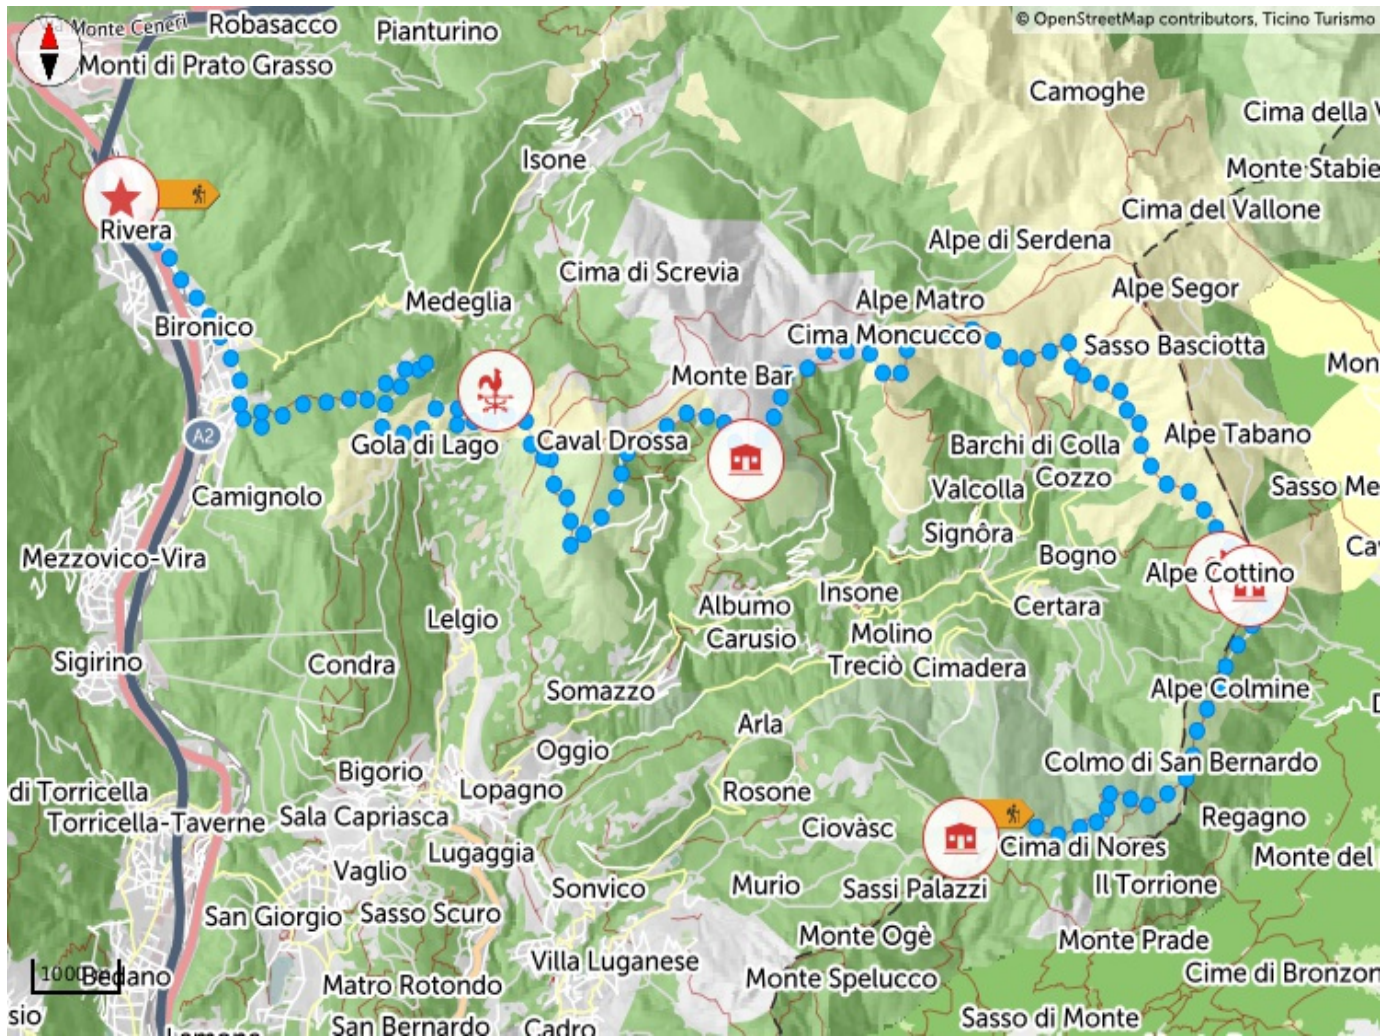 © OpenStreetMap contributors, Ticino Turismo
Monte Ceneri
Robasacco
Pianturino
Monti di Prato Grasso
Camoghe
Cima della V
Isone
Monte Stabie
Cima del Vallone
Rivera
Alpe di Serdena
Cima di Screvia
Medeglia
Alpe Matro
Alpe Segor
Bironico
Cima Moncucco
Sasso Basciotta
Mon
Monte Bar
A2
Gola di Lago
Caval Drossa
Barchi di Colla
Alpe Tabano
Cozzo
Camignolo
Valcolla
Sasso Me
Signôra
Mezzovico-Vira
Bogno
Cav
Alpe Cottino
Insone
Albumo
Certara
Lelgio
Carusio
Molino
Sigirino
Condra
Treciò
Cimadera
Somazzo
Alpe Colmine
D
Arla
Oggio
Bigorio
Colmo di San Bernardo
di Torricella
Lopagno
Rosone
Torricella-Taverne
Sala Capriasca
Ciovàsc
Regagno
Lugaggia
Cima di Nores
Monte del
Vaglio
Sonvico
Murio
Sassi Palazzi
Il Torrione
San Giorgio
Sasso Scuro
Monte Ogè
Monte Prade
Villa Luganese
Monte Spelucco
Cime di Bronzon
1000
Bedano
Matro Rotondo
sio
San Bernardo
Cadro
Sasso di Monte